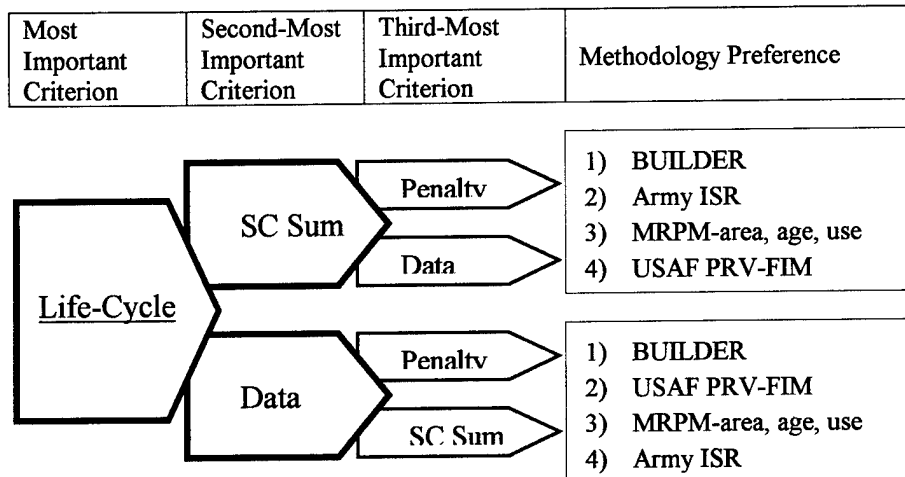 Most
Important
Criterion
Second-Most
Important
Criterion
Third-Most
Important
Criterion
Methodology Preference
Life-Cycle
SC Sum
Penalty
Data
1) BUILDER
2) Army ISR
3) MRPM-area, age, use
4) USAF PRV-FIM
Data
Penalty
SC Sum
1) BUILDER
2) USAF PRV-FIM
3) MRPM-area, age, use
4) Army ISR